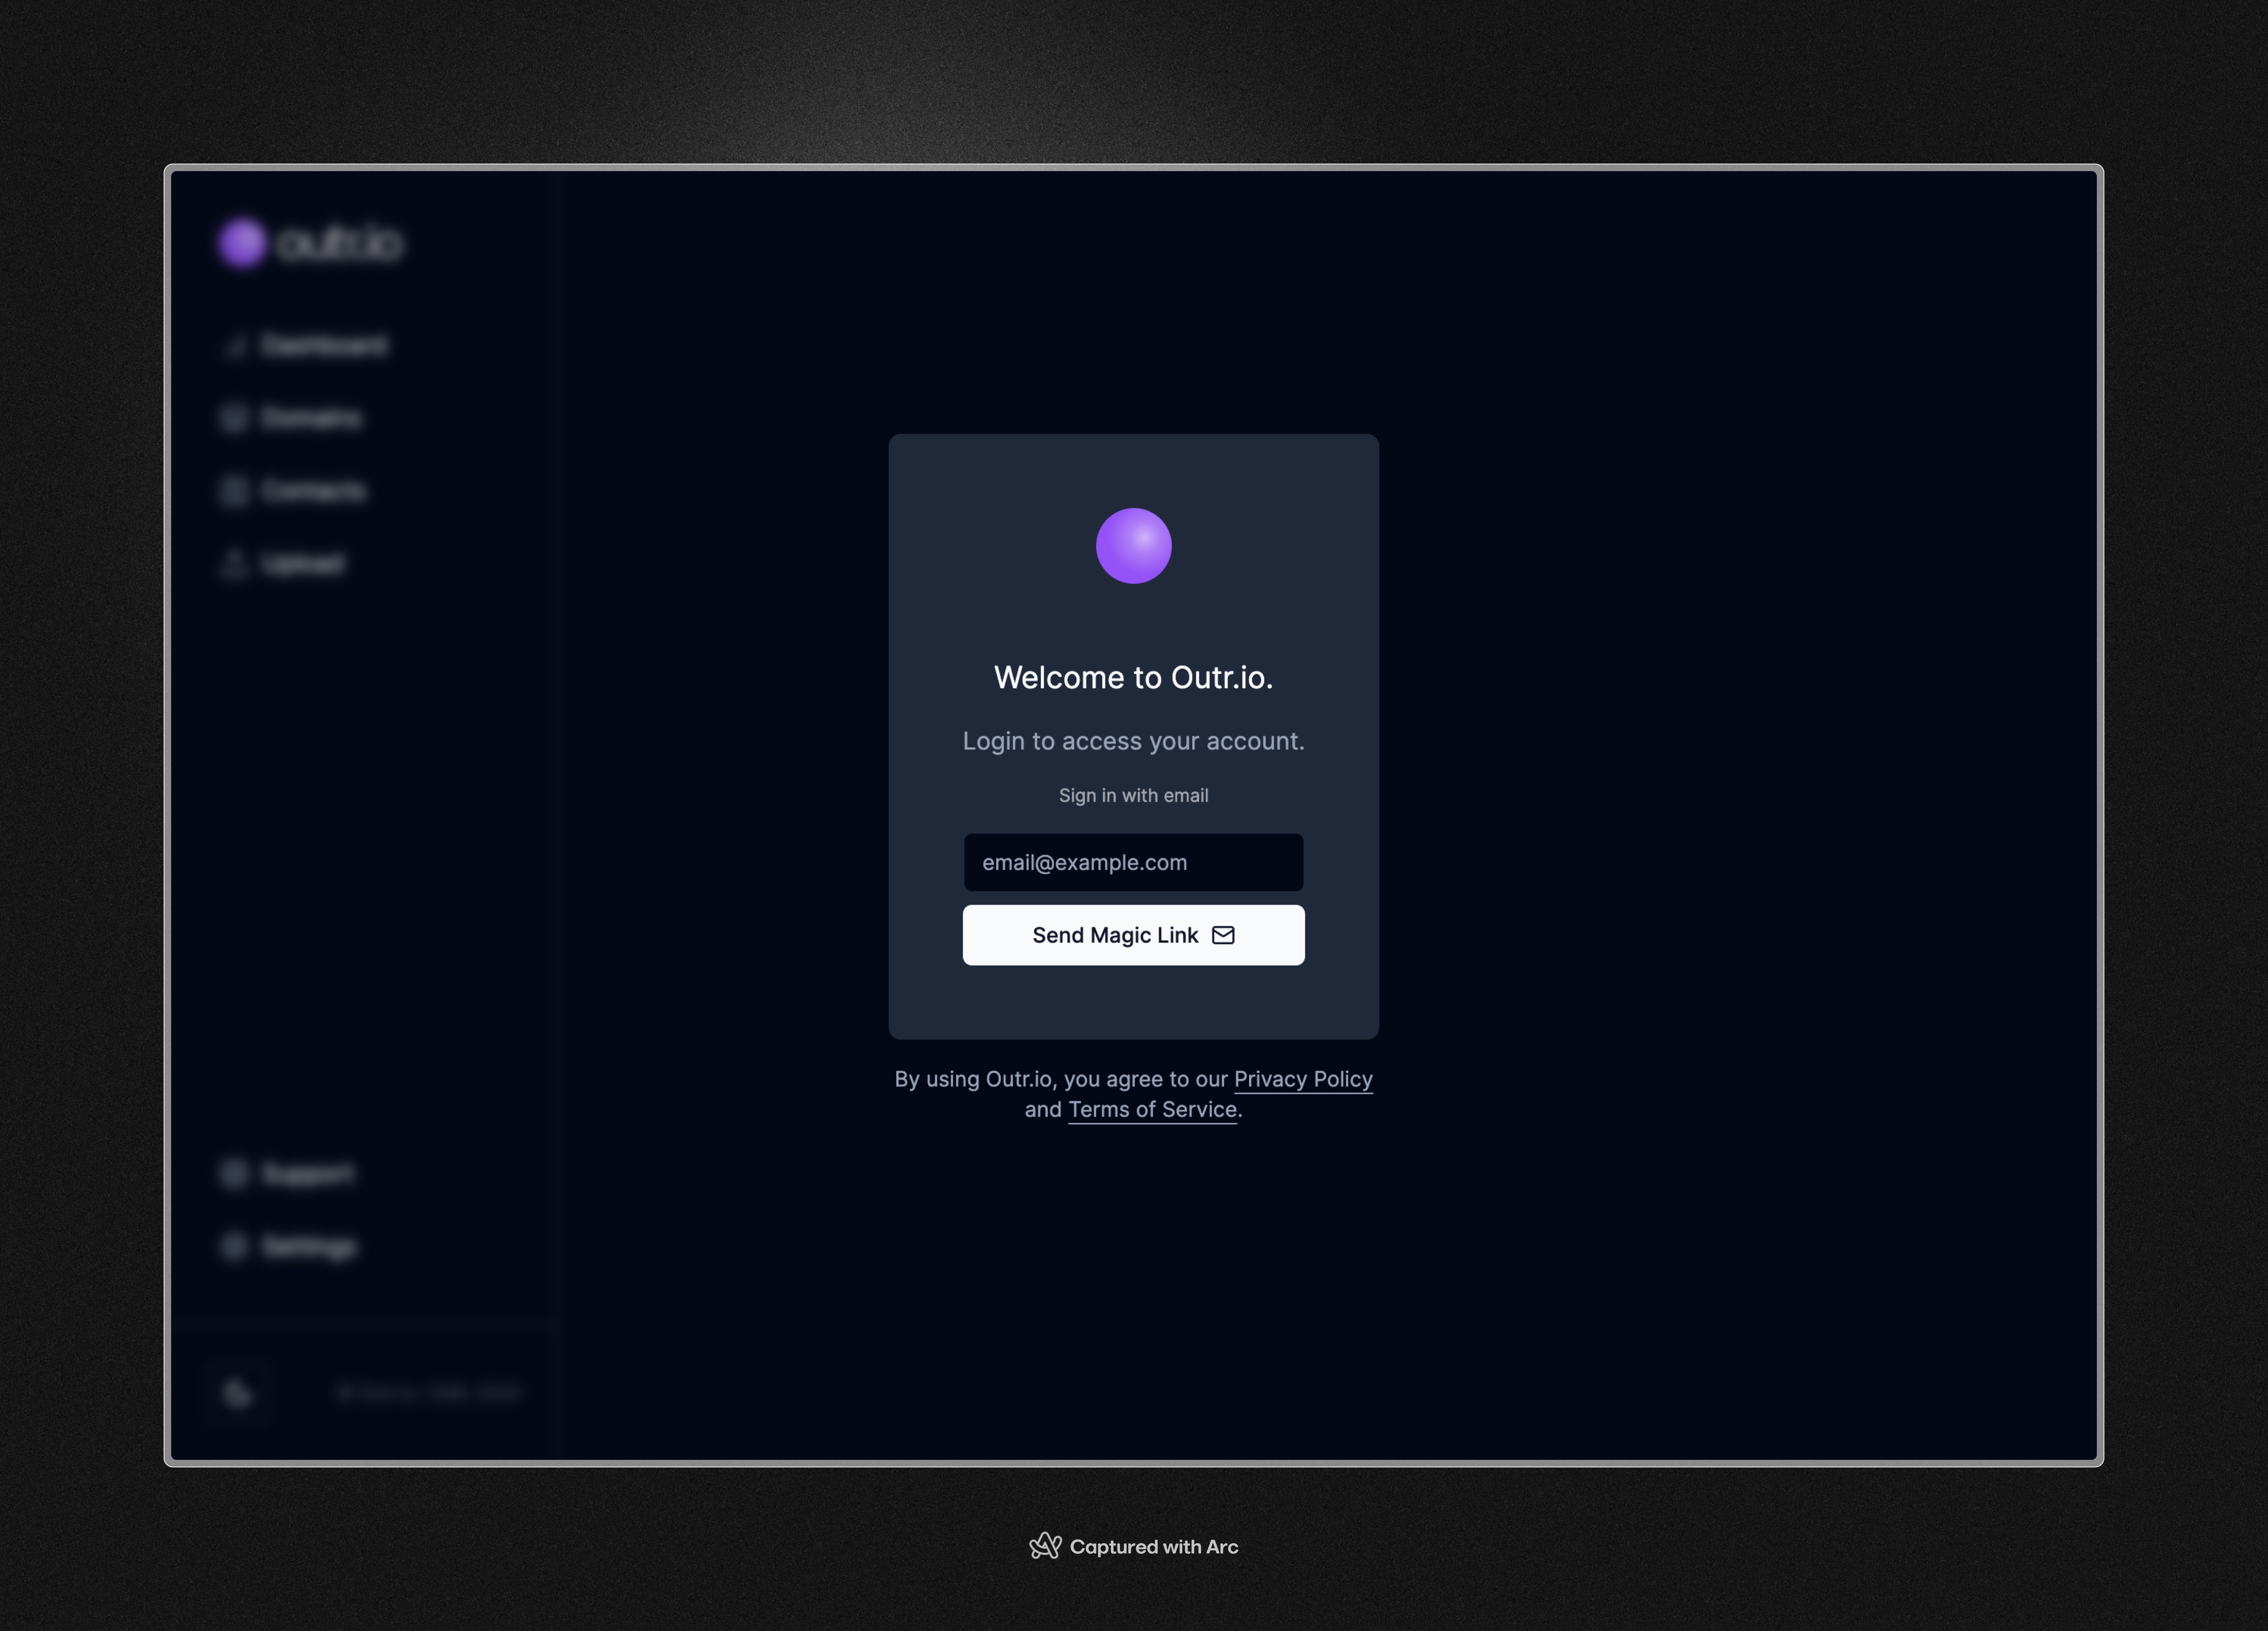 outr.io
Dashboard
Domains
Contacts
Upload
Support
Settings
Welcome to Outr.io.
Login to access your account.
Sign in with email
email@example.com
Send Magic Link
By using Outr.io, you agree to our Privacy Policy
and Terms of Service.
Captured with Arc